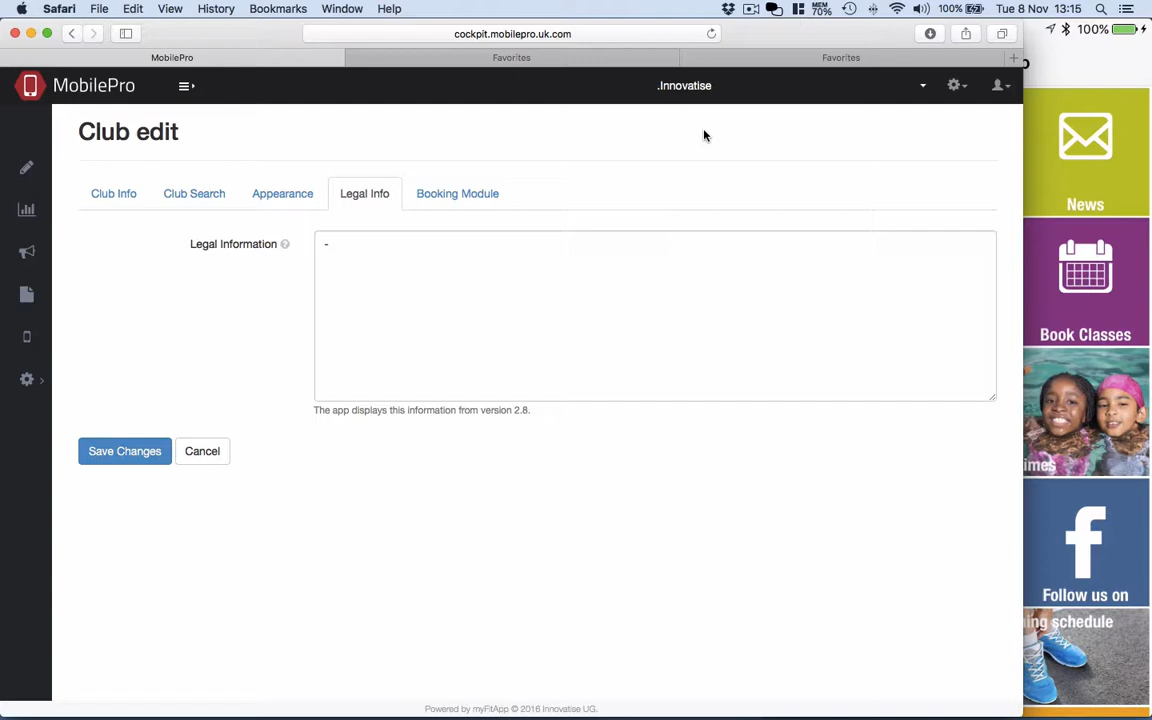 Safari File Edit View History Bookmarks Window Help MEM 70% 100% Tue 8 Nov 13:15
cockpit.mobilepro.uk.com
100%
MobilePro Favorites Favorites
MobilePro .Innovatise
Club edit
Club Info Club Search Appearance Legal Info Booking Module
Legal Information ?
-
The app displays this information from version 2.8.
Save Changes Cancel
Powered by myFitApp © 2016 Innovatise UG.
News
Book Classes
imes
f
Follow us on
ing schedule